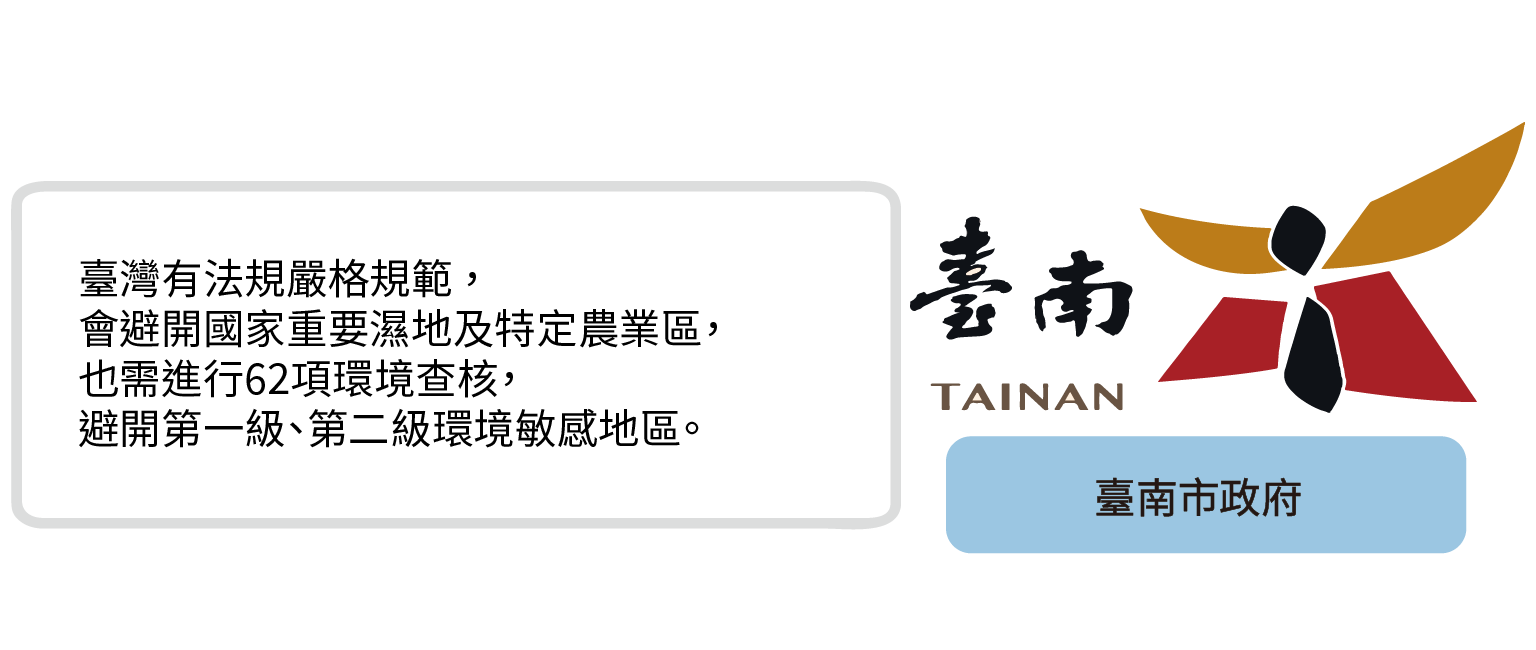 臺灣有法規嚴格規範，
會避開國家重要濕地及特定農業區，
也需進行62項環境查核，
避開第一級、第二級環境敏感地區。
臺南
TAINAN
臺南市政府